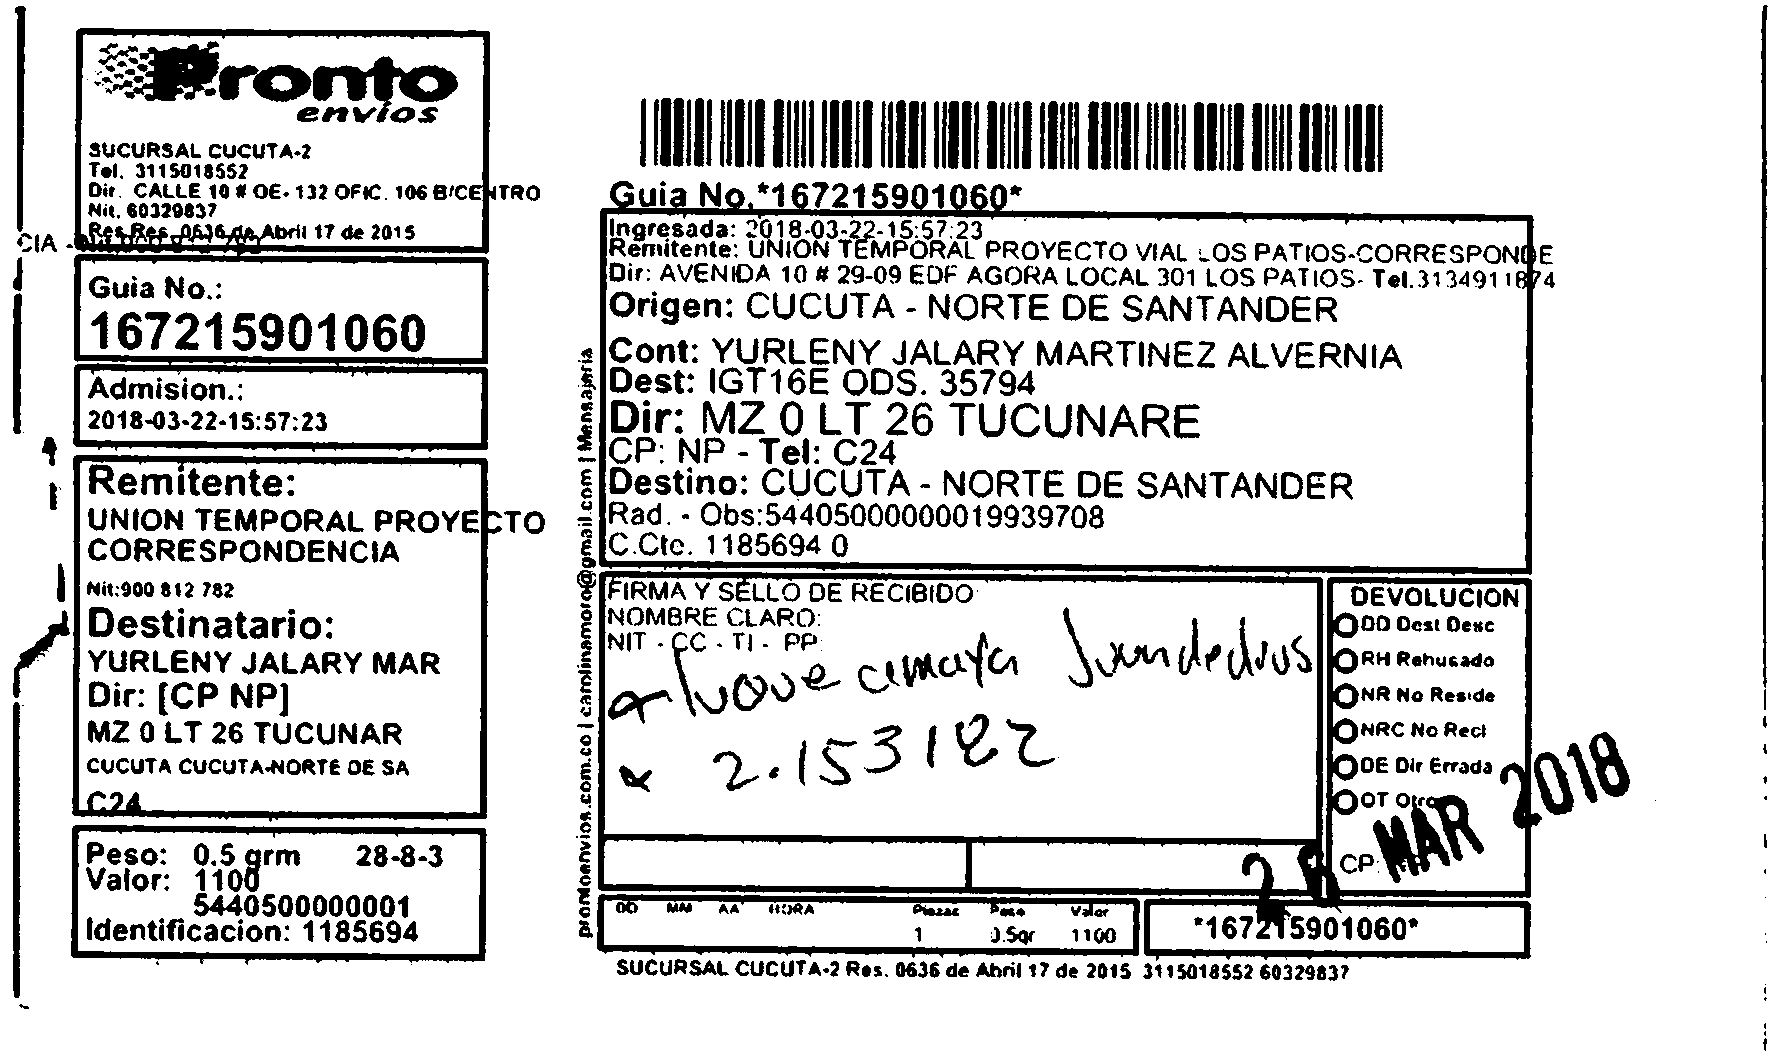 Pronto
envíos
SUCURSAL CUCUTA-2
Tel. 3115018552
Dir. CALLE 10 # OE- 132 OFIC. 106 B/CENTRO
Nit. 60329837
Res.Res. 0636 de Abril 17 de 2015
CIA -
Guia No.:
167215901060
Admision.:
2018-03-22-15:57:23
Remitente:
UNION TEMPORAL PROYECTO
CORRESPONDENCIA
Nit:900 812 782
Destinatario:
YURLENY JALARY MAR
Dir: [CP NP]
MZ 0 LT 26 TUCUNAR
CUCUTA CUCUTA-NORTE DE SA
C24
Peso: 0.5 grm 28-8-3
Valor: 1100
5440500000001
Identificacion: 1185694
prontoenvios.com.co | carolinamoro@gmail.com | Mensajeria
Guia No.*167215901060*
Ingresada: 2018-03-22-15:57:23
Remitente: UNION TEMPORAL PROYECTO VIAL LOS PATIOS-CORRESPONDE
Dir: AVENIDA 10 # 29-09 EDF AGORA LOCAL 301 LOS PATIOS- Tel.3134911874
Origen: CUCUTA - NORTE DE SANTANDER
Cont: YURLENY JALARY MARTINEZ ALVERNIA
Dest: IGT16E ODS. 35794
Dir: MZ 0 LT 26 TUCUNARE
CP: NP - Tel: C24
Destino: CUCUTA - NORTE DE SANTANDER
Rad. - Obs:54405000000019939708
C.Cte. 1185694 0
FIRMA Y SELLO DE RECIBIDO
NOMBRE CLARO:
NIT - CC - TI - PP
2.153182
DEVOLUCION
DD Dest Desc
RH Rehusado
NR No Reside
NRC No Recl
DE Dir Errada
OT Otro
CP:
MAR 2018
DD MM AA HORA Piezas Peso Valor
1 0.5gr 1100
*167215901060*
SUCURSAL CUCUTA-2 Res. 0636 de Abril 17 de 2015 3115018552 60329837